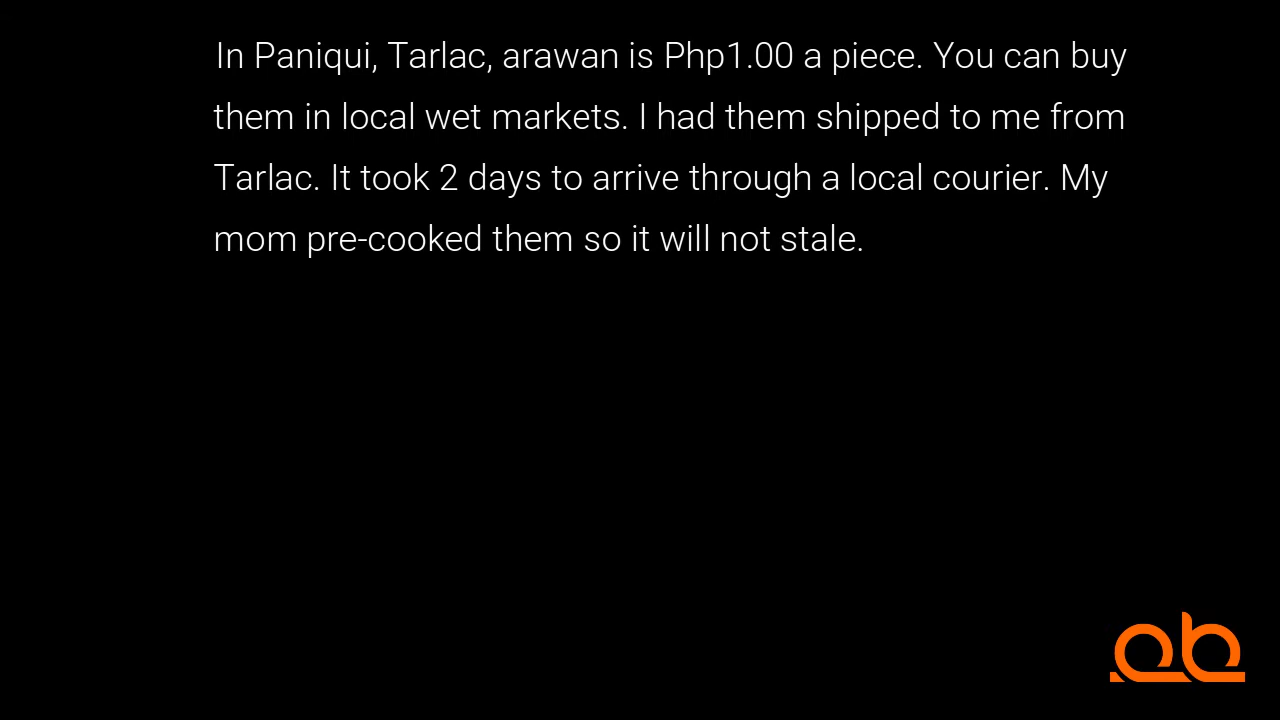 In Paniqui, Tarlac, arawan is Php1.00 a piece. You can buy
them in local wet markets. I had them shipped to me from
Tarlac. It took 2 days to arrive through a local courier. My
mom pre-cooked them so it will not stale.
ab